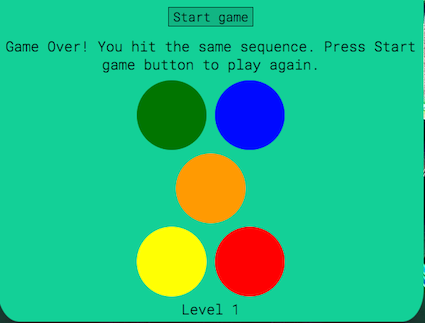 Start game
Game Over! You hit the same sequence. Press Start
game button to play again.
Level 1